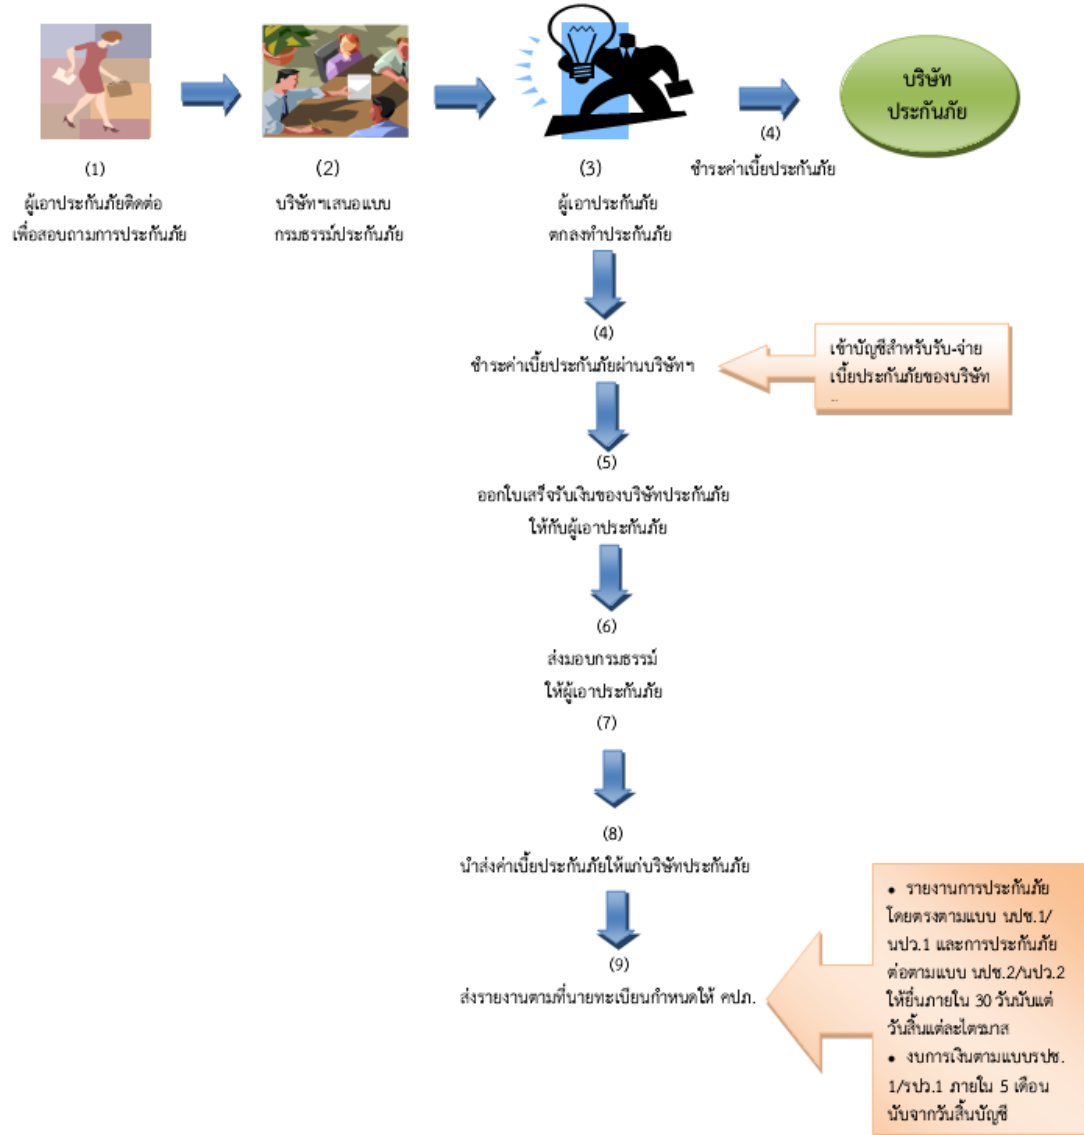 (1)
ผู้เอาประกันภัยติดต่อ
เพื่อสอบถามการประกันภัย
(2)
บริษัทฯเสนอแบบ
กรมธรรม์ประกันภัย
(3)
ผู้เอาประกันภัย
ตกลงทำประกันภัย
(4)
ชำระค่าเบี้ยประกันภัย
บริษัท
ประกันภัย
(4)
ชำระค่าเบี้ยประกันภัยผ่านบริษัทฯ
เข้าบัญชีสำหรับรับ-จ่าย
เบี้ยประกันภัยของบริษัท
..
(5)
ออกใบเสร็จรับเงินของบริษัทประกันภัย
ให้กับผู้เอาประกันภัย
(6)
ส่งมอบกรมธรรม์
ให้ผู้เอาประกันภัย
(7)
(8)
นำส่งค่าเบี้ยประกันภัยให้แก่บริษัทประกันภัย
(9)
ส่งรายงานตามที่นายทะเบียนกำหนดให้ คปภ.
• รายงานการประกันภัย
โดยตรงตามแบบ นปช.1/
นปว.1 และการประกันภัย
ต่อตามแบบ นปช.2/นปว.2
ให้ยื่นภายใน 30 วันนับแต่
วันสิ้นแต่ละไตรมาส
• งบการเงินตามแบบรปช.
1/รปว.1 ภายใน 5 เดือน
นับจากวันสิ้นบัญชี